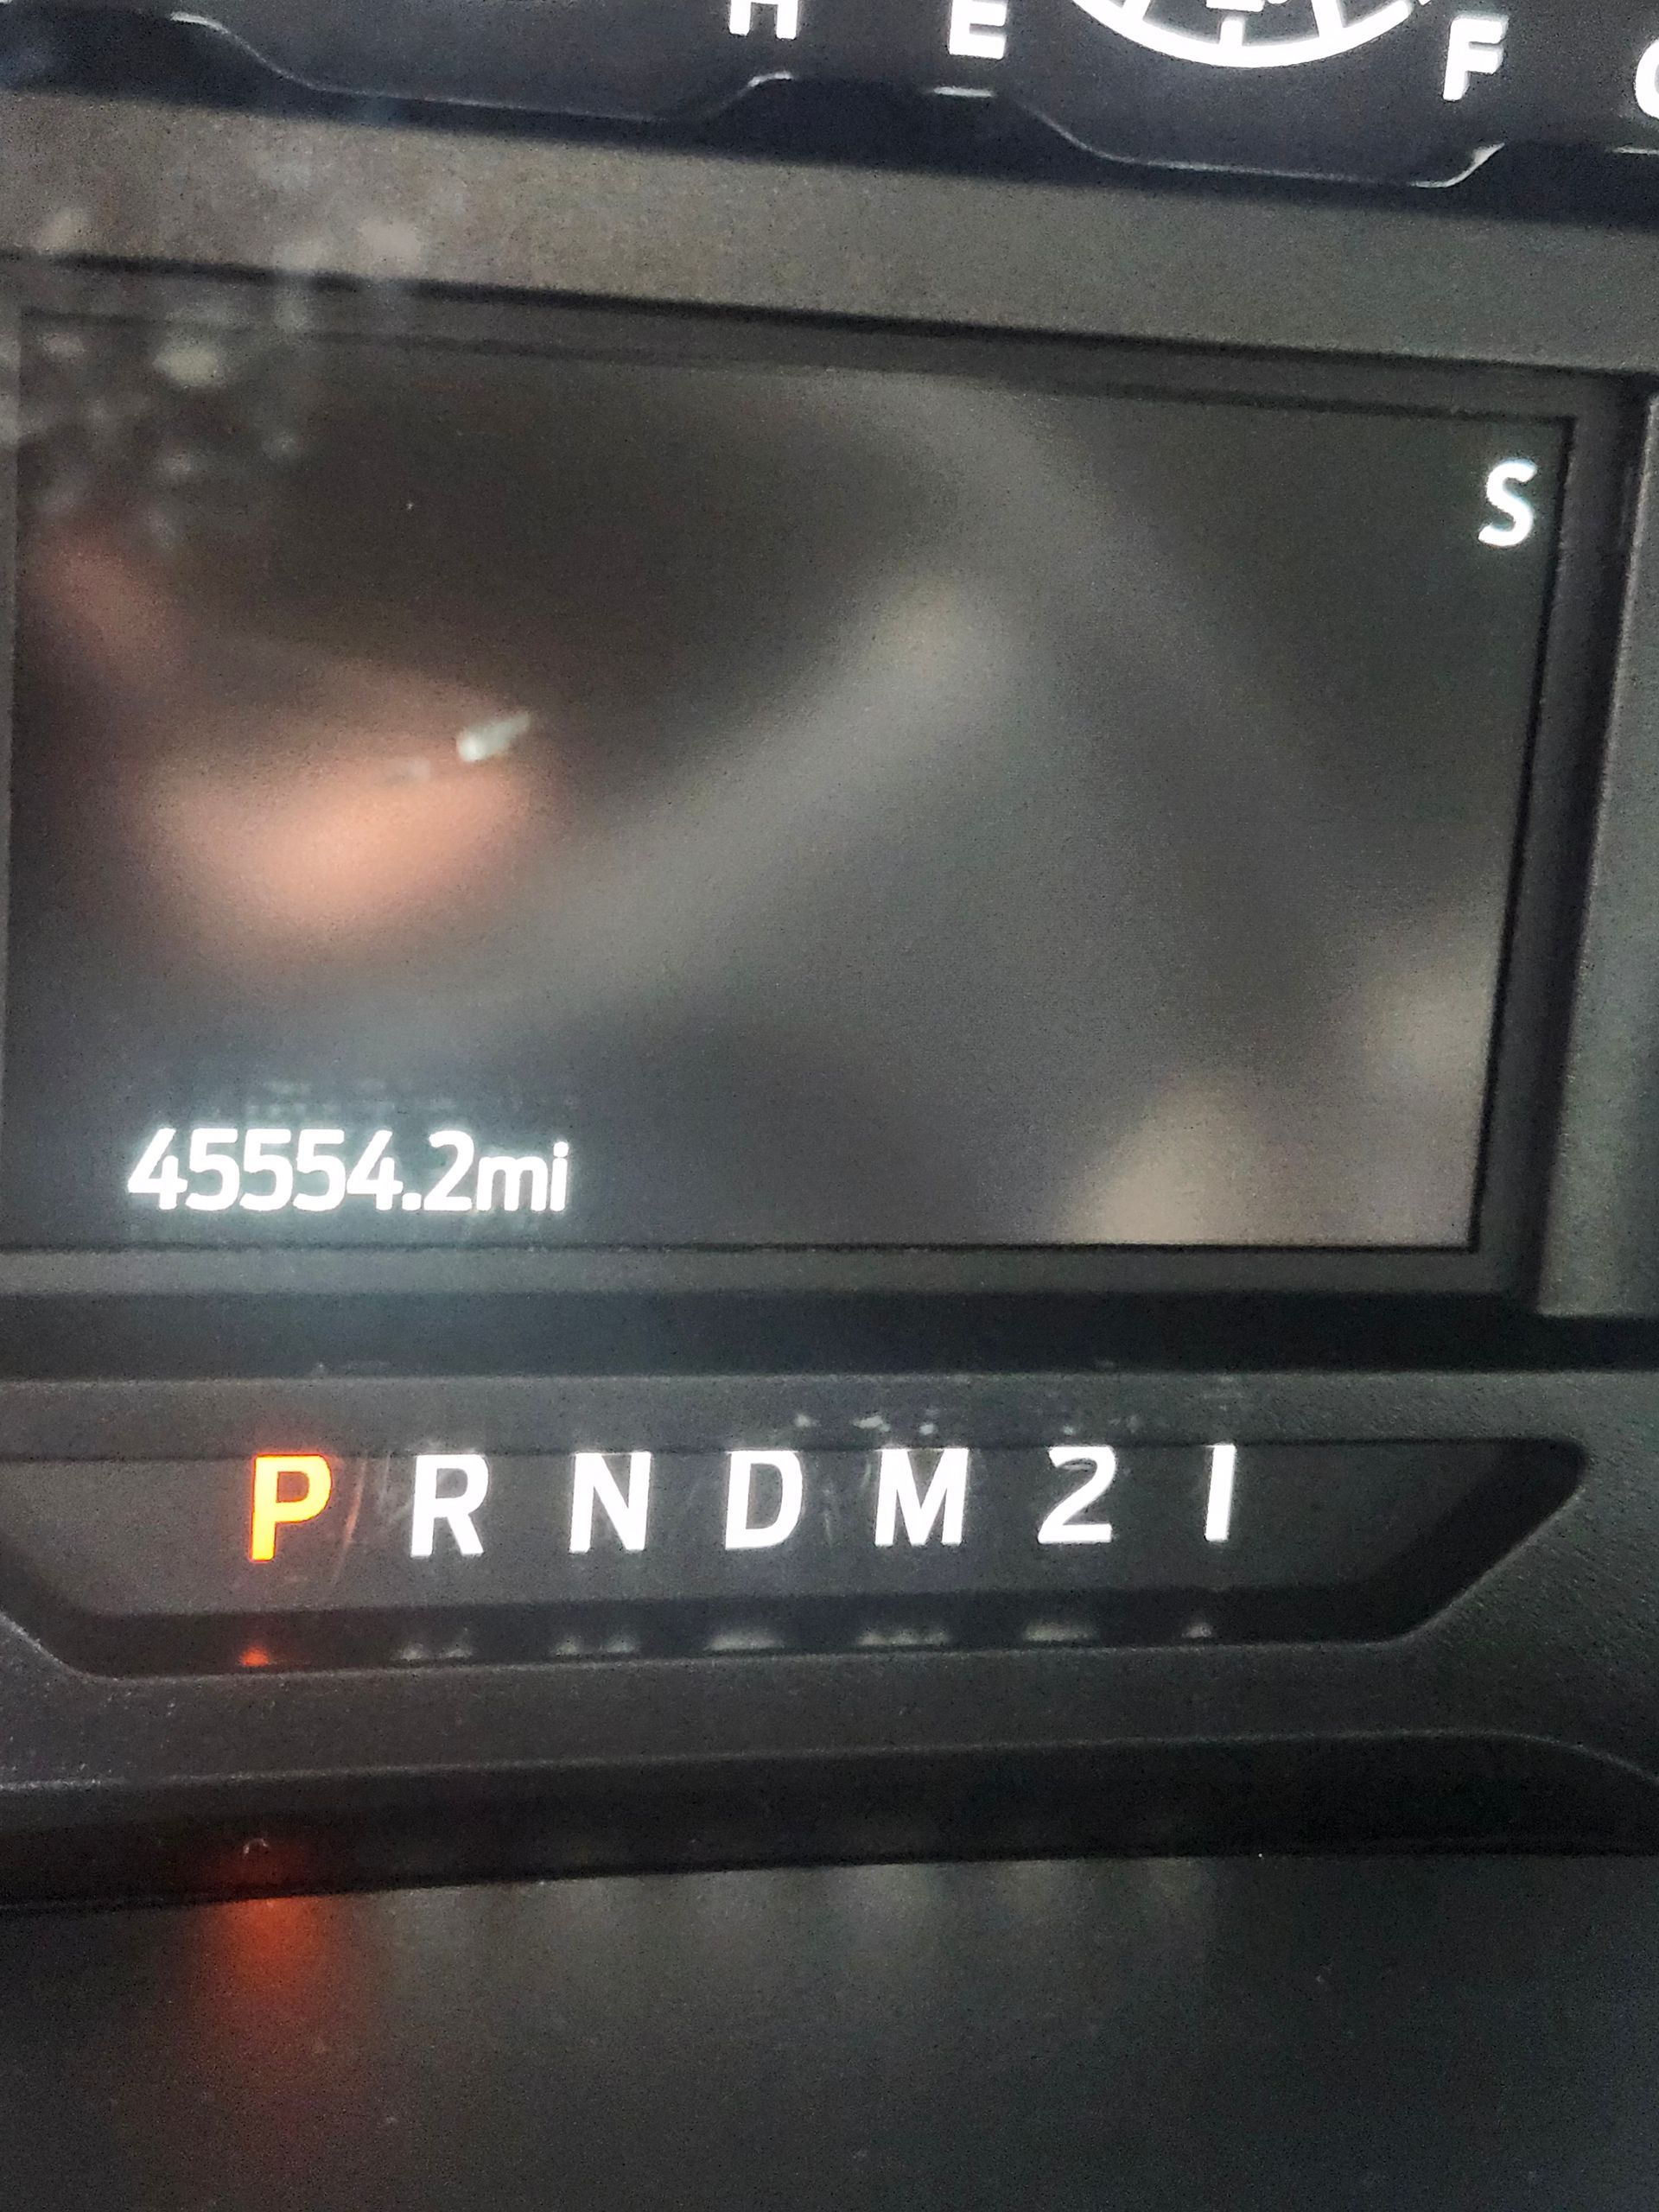 H E F
S
45554.2mi
P R N D M 2 1